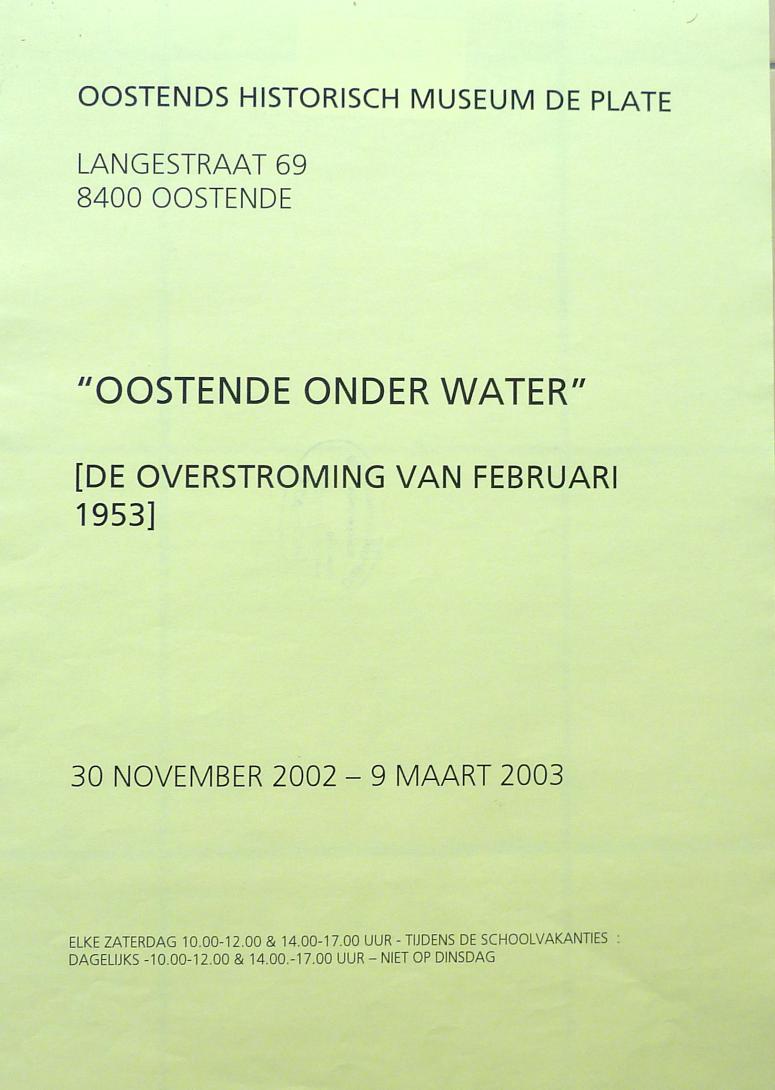 OOSTENDS HISTORISCH MUSEUM DE PLATE
LANGESTRAAT 69
8400 OOSTENDE
“OOSTENDE ONDER WATER”
[DE OVERSTROMING VAN FEBRUARI
1953]
30 NOVEMBER 2002 – 9 MAART 2003
ELKE ZATERDAG 10.00-12.00 & 14.00-17.00 UUR - TIJDENS DE SCHOOLVAKANTIES :
DAGELIJKS -10.00-12.00 & 14.00.-17.00 UUR – NIET OP DINSDAG